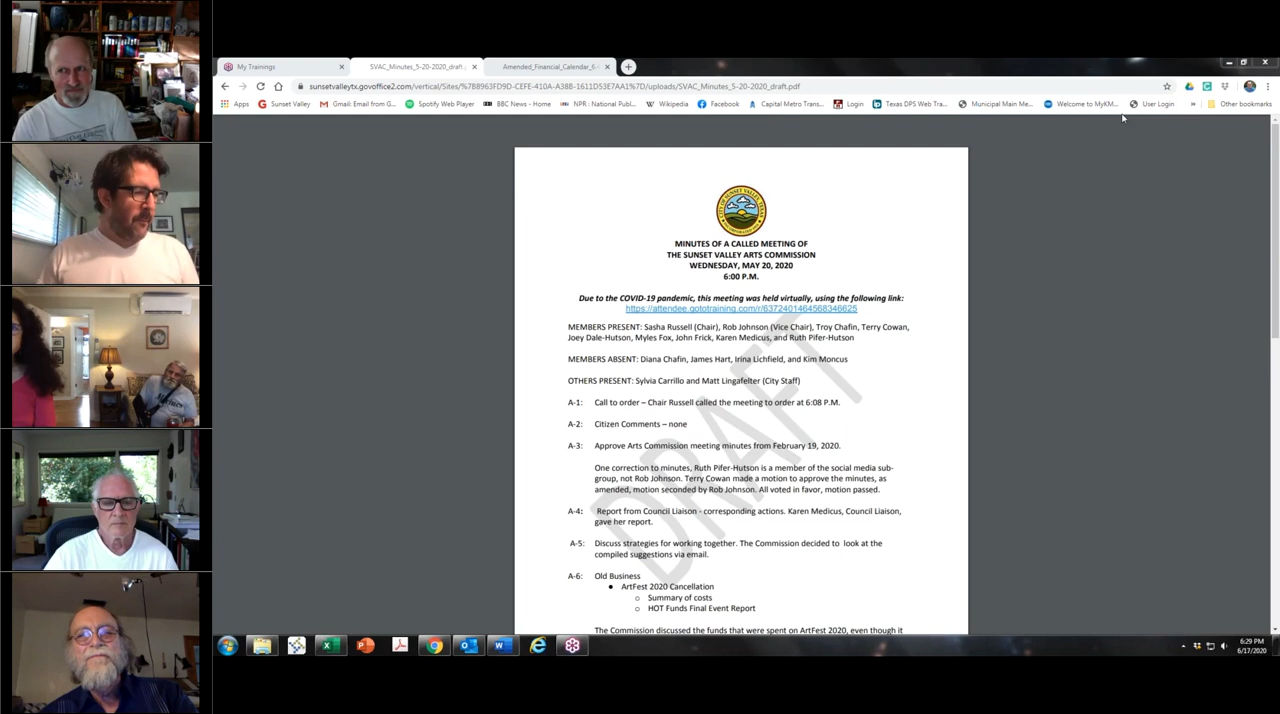 My Trainings
SVAC_Minutes_5-20-2020_draft.
Amended_Financial_Calendar_6-
sunsetvalleytx.govoffice2.com/vertical/Sites/%7B8963FD9D-CEFE-410A-A38B-1611D53E7AA1%7D/uploads/SVAC_Minutes_5-20-2020_draft.pdf
Apps Sunset Valley Gmail: Email from G... Spotify Web Player BBC News - Home NPR : National Publ... Wikipedia Facebook Capital Metro Trans... Login Texas DPS Web Tra... Municipal Main Me... Welcome to MyKM... User Login » Other bookmarks
CITY OF SUNSET VALLEY, TEXAS
MINUTES OF A CALLED MEETING OF
THE SUNSET VALLEY ARTS COMMISSION
WEDNESDAY, MAY 20, 2020
6:00 P.M.
Due to the COVID-19 pandemic, this meeting was held virtually, using the following link:
https://attendee.gototraining.com/r/6372401464568346625
MEMBERS PRESENT: Sasha Russell (Chair), Rob Johnson (Vice Chair), Troy Chafin, Terry Cowan,
Joey Dale-Hutson, Myles Fox, John Frick, Karen Medicus, and Ruth Pifer-Hutson
MEMBERS ABSENT: Diana Chafin, James Hart, Irina Lichfield, and Kim Moncus
OTHERS PRESENT: Sylvia Carrillo and Matt Lingafelter (City Staff)
A-1: Call to order – Chair Russell called the meeting to order at 6:08 P.M.
A-2: Citizen Comments – none
A-3: Approve Arts Commission meeting minutes from February 19, 2020.
One correction to minutes, Ruth Pifer-Hutson is a member of the social media sub-
group, not Rob Johnson. Terry Cowan made a motion to approve the minutes, as
amended, motion seconded by Rob Johnson. All voted in favor, motion passed.
A-4: Report from Council Liaison - corresponding actions. Karen Medicus, Council Liaison,
gave her report.
A-5: Discuss strategies for working together. The Commission decided to look at the
compiled suggestions via email.
A-6: Old Business
● ArtFest 2020 Cancellation
○ Summary of costs
○ HOT Funds Final Event Report
The Commission discussed the funds that were spent on ArtFest 2020, even though it
DRAFT
6:29 PM
6/17/2020